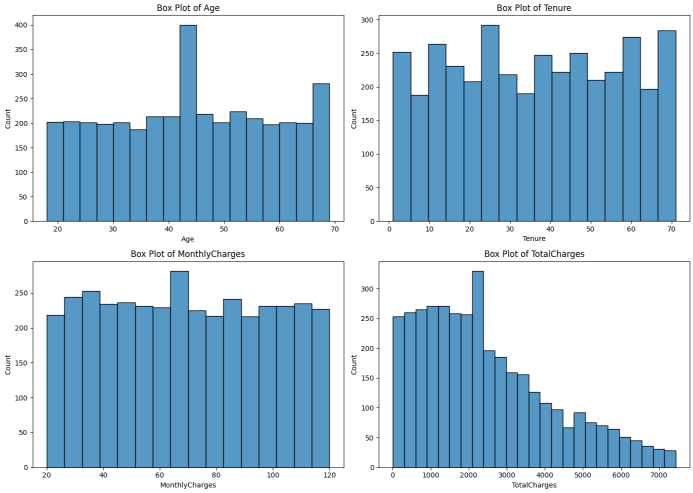 Box Plot of Age
400
350
300
250
200
150
100
50
0
Count
20 30 40 50 60 70
Age
Box Plot of Tenure
300
250
200
150
100
50
0
Count
0 10 20 30 40 50 60 70
Tenure
Box Plot of MonthlyCharges
250
200
150
100
50
0
Count
20 40 60 80 100 120
MonthlyCharges
Box Plot of TotalCharges
300
250
200
150
100
50
0
Count
0 1000 2000 3000 4000 5000 6000 7000
TotalCharges